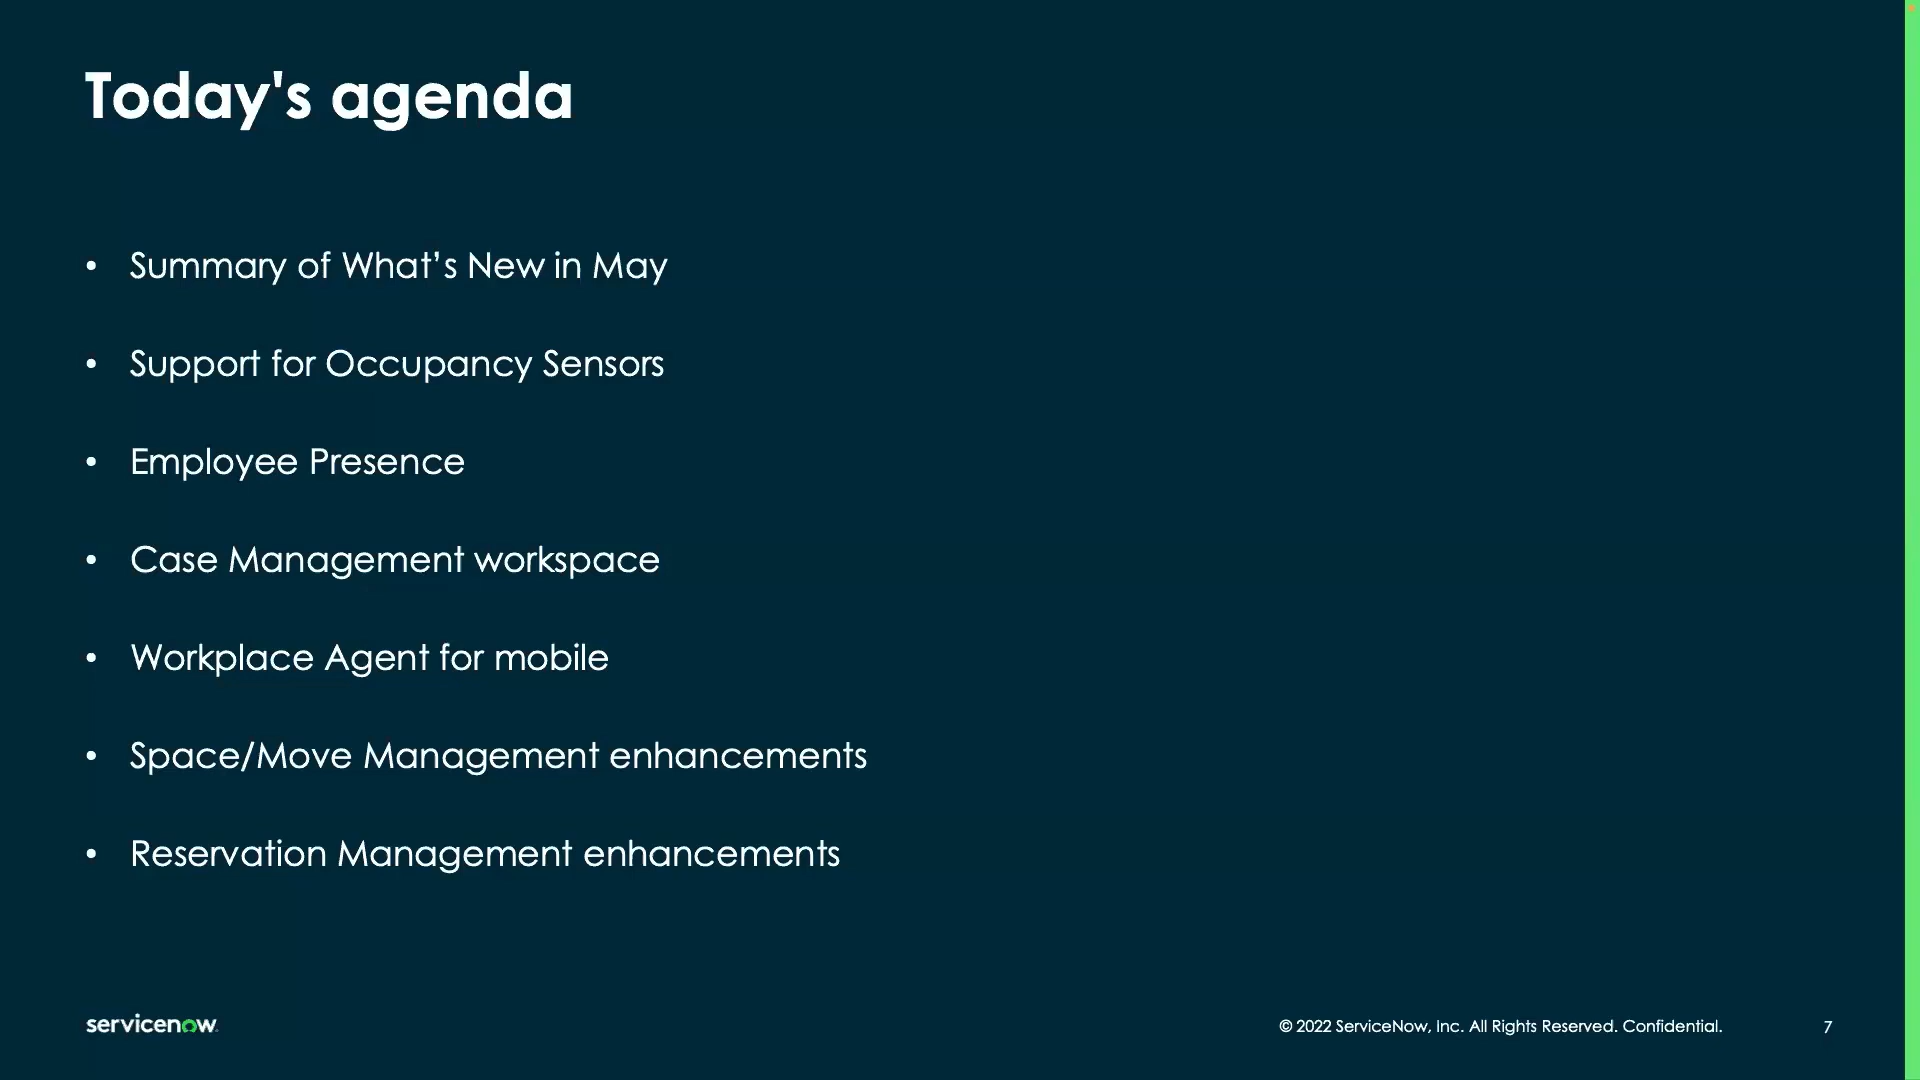 Today's agenda
• Summary of What’s New in May
• Support for Occupancy Sensors
• Employee Presence
• Case Management workspace
• Workplace Agent for mobile
• Space/Move Management enhancements
• Reservation Management enhancements
servicenow
© 2022 ServiceNow, Inc. All Rights Reserved. Confidential.
7